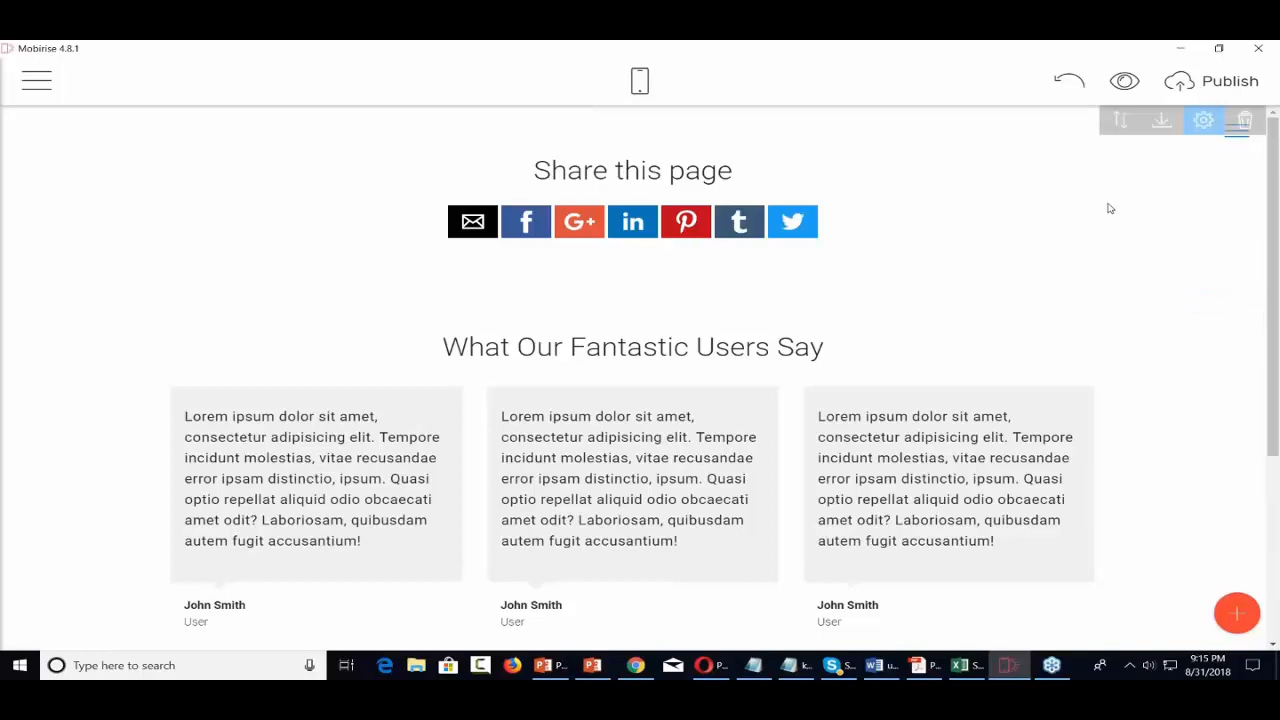 Mobirise 4.8.1
Publish
Share this page
G+
in
What Our Fantastic Users Say
Lorem ipsum dolor sit amet,
consectetur adipisicing elit. Tempore
incidunt molestias, vitae recusandae
error ipsam distinctio, ipsum. Quasi
optio repellat aliquid odio obcaecati
amet odit? Laboriosam, quibusdam
autem fugit accusantium!
John Smith
User
Lorem ipsum dolor sit amet,
consectetur adipisicing elit. Tempore
incidunt molestias, vitae recusandae
error ipsam distinctio, ipsum. Quasi
optio repellat aliquid odio obcaecati
amet odit? Laboriosam, quibusdam
autem fugit accusantium!
John Smith
User
Lorem ipsum dolor sit amet,
consectetur adipisicing elit. Tempore
incidunt molestias, vitae recusandae
error ipsam distinctio, ipsum. Quasi
optio repellat aliquid odio obcaecati
amet odit? Laboriosam, quibusdam
autem fugit accusantium!
John Smith
User
Type here to search
P...
P...
k...
S...
u...
P...
S...
9:15 PM
8/31/2018